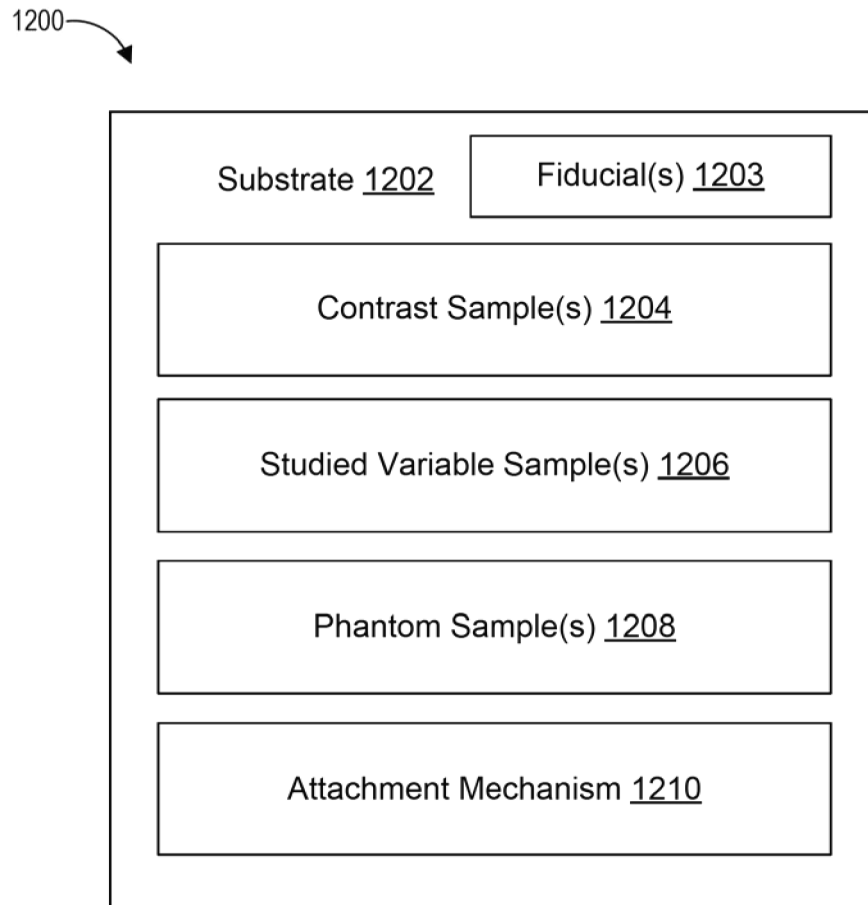 1200
Substrate 1202
Fiducial(s) 1203
Contrast Sample(s) 1204
Studied Variable Sample(s) 1206
Phantom Sample(s) 1208
Attachment Mechanism 1210